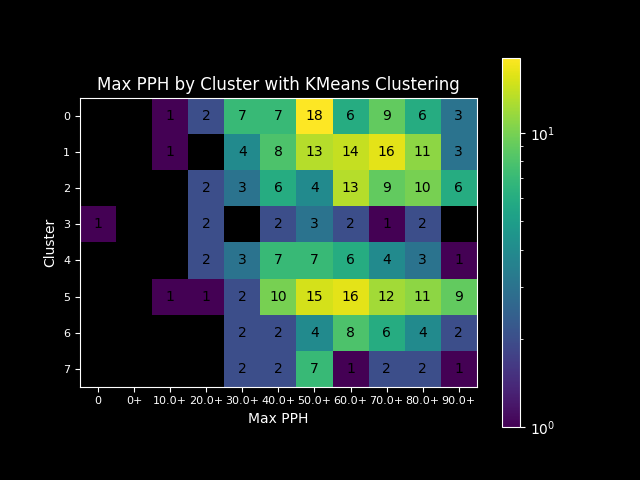 Max PPH by Cluster with KMeans Clustering
0 1 2 7 7 18 6 9 6 3
1 1 4 8 13 14 16 11 3
2 2 3 6 4 13 9 10 6
3 1 2 2 3 2 1 2
4 2 3 7 7 6 4 3 1
5 1 1 2 10 15 16 12 11 9
6 2 2 4 8 6 4 2
7 2 2 7 1 2 2 1
0 0+ 10.0+ 20.0+ 30.0+ 40.0+ 50.0+ 60.0+ 70.0+ 80.0+ 90.0+
Max PPH
Cluster
10¹
10⁰